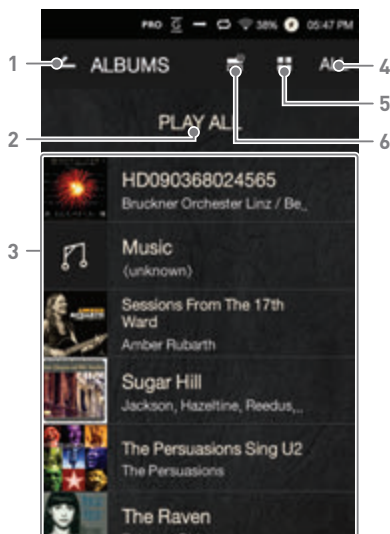 PRO G 38% 05:47 PM
1 ALBUMS 4
5
6
2 PLAY ALL
3
HD090368024565
Bruckner Orchester Linz / Be..
Music
(unknown)
Sessions From The 17th
Ward
Amber Rubarth
Sugar Hill
Jackson, Hazeltine, Reedus,..
The Persuasions Sing U2
The Persuasions
The Raven